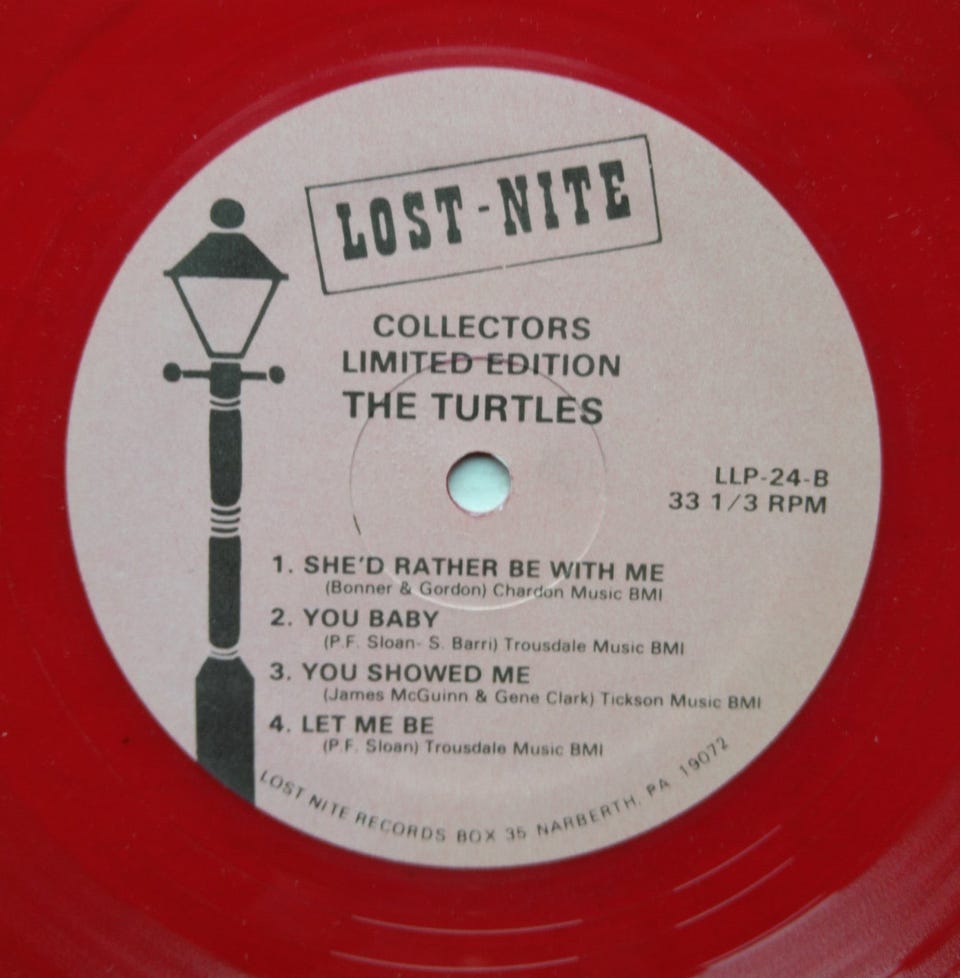 LOST-NITE
COLLECTORS
LIMITED EDITION
THE TURTLES
LLP-24-B
33 1/3 RPM
1. SHE'D RATHER BE WITH ME
(Bonner & Gordon) Chardon Music BMI
2. YOU BABY
(P.F. Sloan- S. Barri) Trousdale Music BMI
3. YOU SHOWED ME
(James McGuinn & Gene Clark) Tickson Music BMI
4. LET ME BE
(P.F. Sloan) Trousdale Music BMI
LOST NITE RECORDS BOX 35 NARBERTH, PA 19072